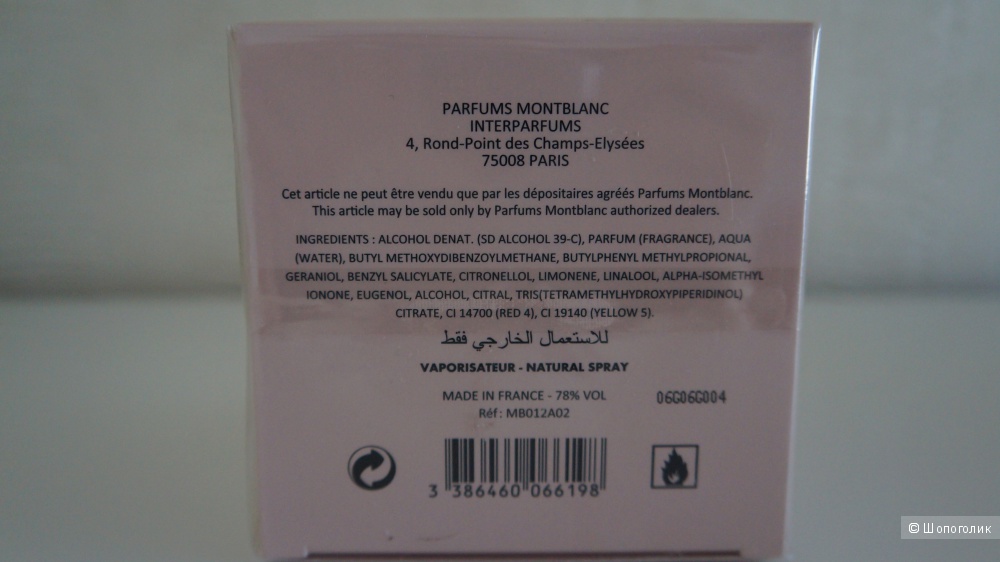 PARFUMS MONTBLANC
INTERPARFUMS
4, Rond-Point des Champs-Elysées
75008 PARIS
Cet article ne peut être vendu que par les dépositaires agréés Parfums Montblanc.
This article may be sold only by Parfums Montblanc authorized dealers.
INGREDIENTS : ALCOHOL DENAT. (SD ALCOHOL 39-C), PARFUM (FRAGRANCE), AQUA
(WATER), BUTYL METHOXYDIBENZOYLMETHANE, BUTYLPHENYL METHYLPROPIONAL,
GERANIOL, BENZYL SALICYLATE, CITRONELLOL, LIMONENE, LINALOOL, ALPHA-ISOMETHYL
IONONE, EUGENOL, ALCOHOL, CITRAL, TRIS(TETRAMETHYLHYDROXYPIPERIDINOL)
CITRATE, CI 14700 (RED 4), CI 19140 (YELLOW 5).
للاستعمال الخارجي فقط
VAPORISATEUR - NATURAL SPRAY
MADE IN FRANCE - 78% VOL
06G06G004
Réf : MB012A02
3 386460 066198
© Шопоголик